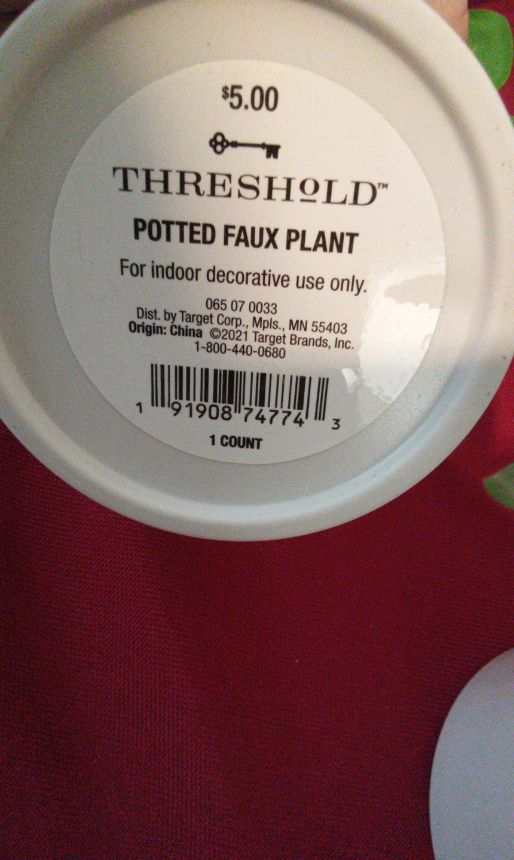 $5.00
THRESHOLD™
POTTED FAUX PLANT
For indoor decorative use only.
065 07 0033
Dist. by Target Corp., Mpls., MN 55403
Origin: China ©2021 Target Brands, Inc.
1-800-440-0680
1 91908 74774 3
1 COUNT